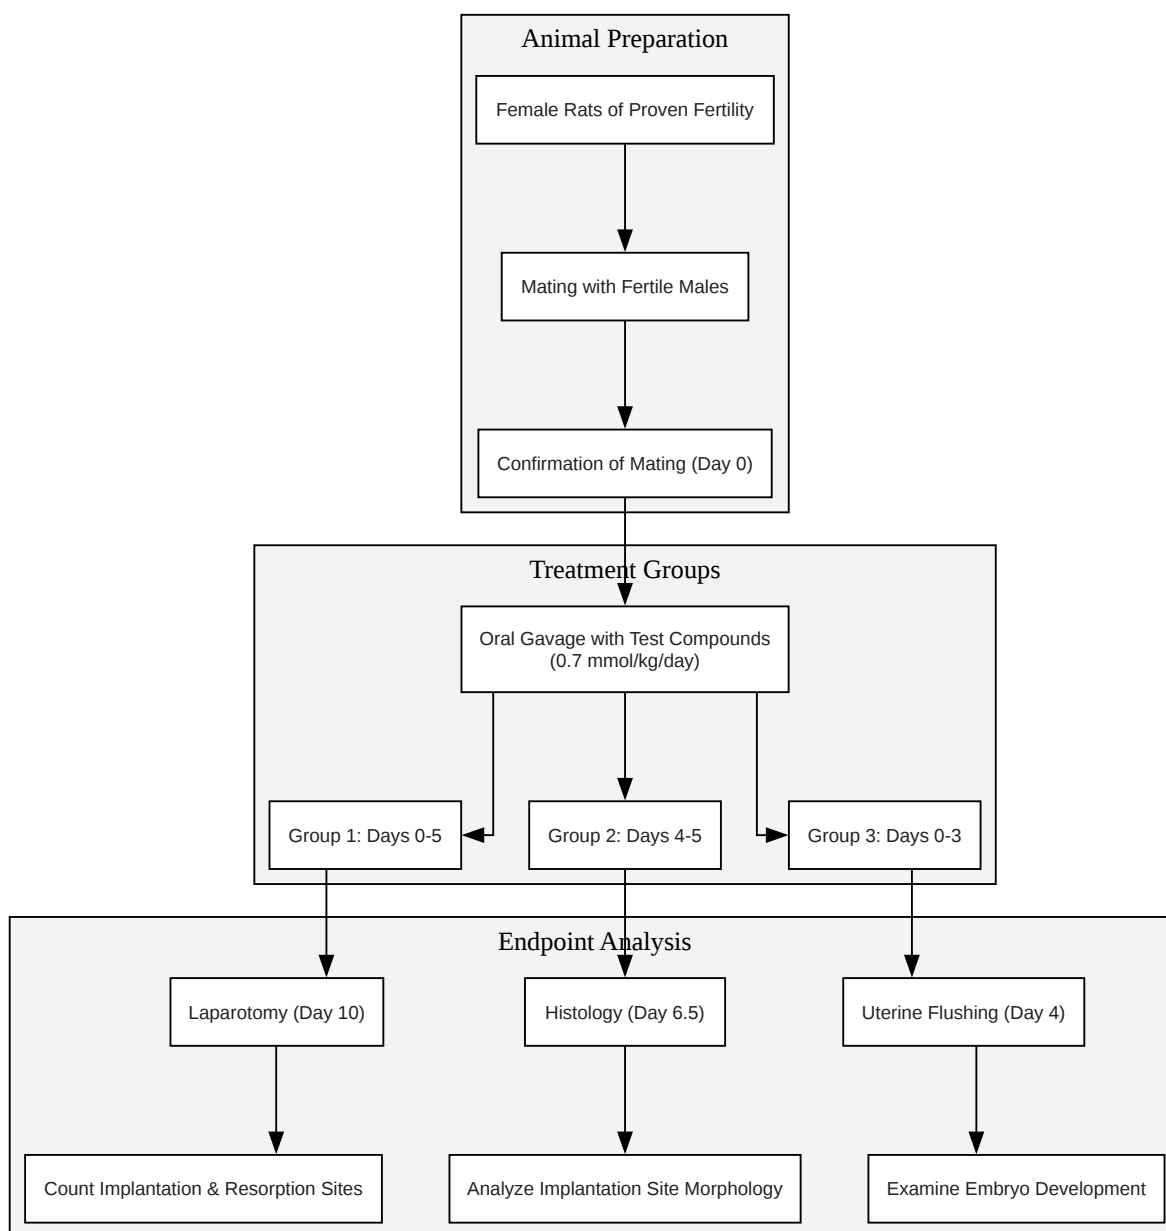 Animal Preparation
Female Rats of Proven Fertility
Mating with Fertile Males
Confirmation of Mating (Day 0)
Treatment Groups
Oral Gavage with Test Compounds
(0.7 mmol/kg/day)
Group 1: Days 0-5
Group 2: Days 4-5
Group 3: Days 0-3
Endpoint Analysis
Laparotomy (Day 10)
Histology (Day 6.5)
Uterine Flushing (Day 4)
Count Implantation & Resorption Sites
Analyze Implantation Site Morphology
Examine Embryo Development